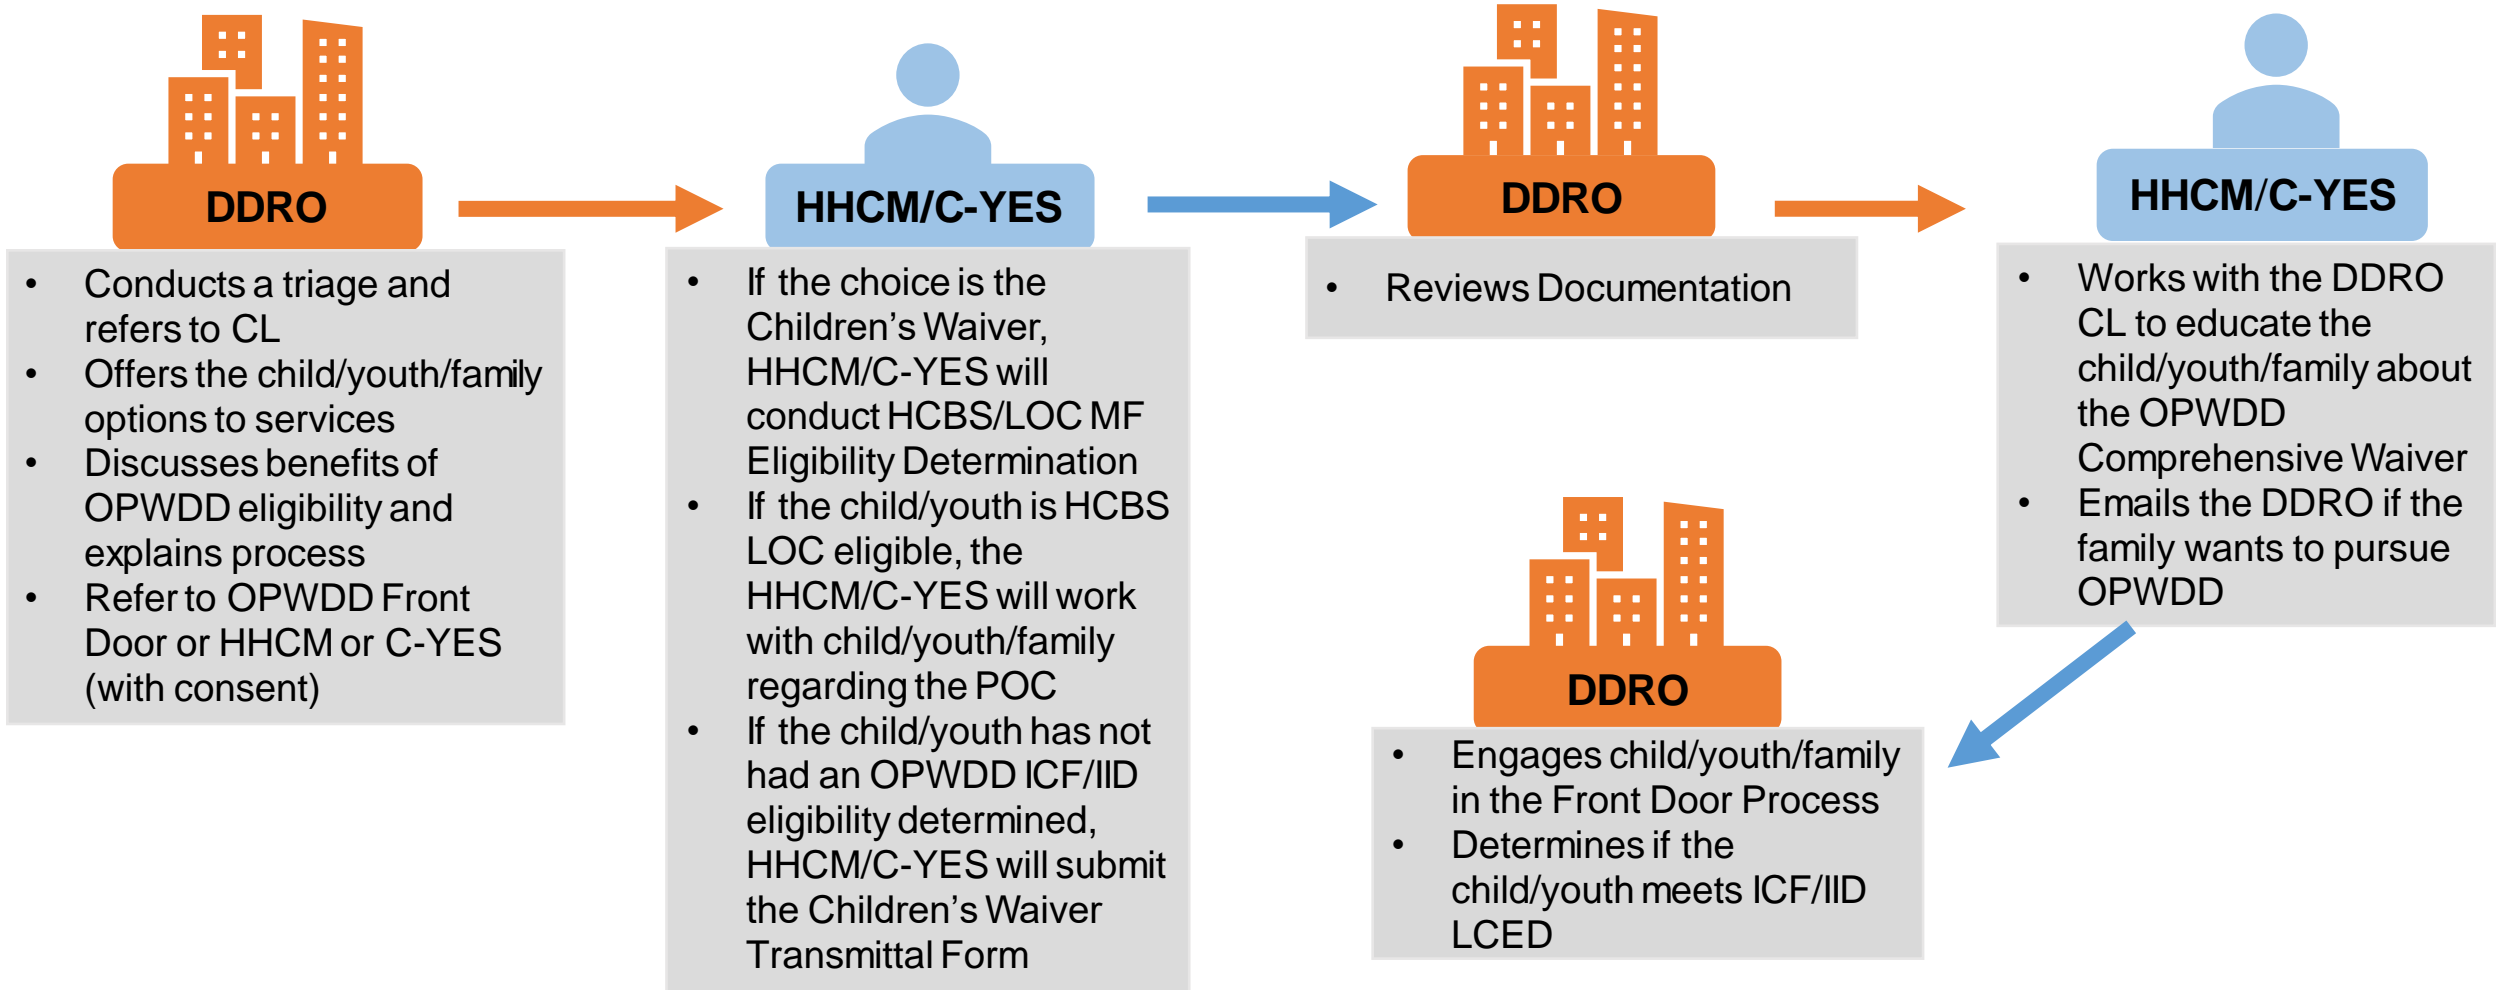 DDRO
• Conducts a triage and
refers to CL
• Offers the child/youth/family
options to services
• Discusses benefits of
OPWDD eligibility and
explains process
• Refer to OPWDD Front
Door or HHCM or C-YES
(with consent)
HHCM/C-YES
• If the choice is the
Children’s Waiver,
HHCM/C-YES will
conduct HCBS/LOC MF
Eligibility Determination
• If the child/youth is HCBS
LOC eligible, the
HHCM/C-YES will work
with child/youth/family
regarding the POC
• If the child/youth has not
had an OPWDD ICF/IID
eligibility determined,
HHCM/C-YES will submit
the Children’s Waiver
Transmittal Form
DDRO
• Reviews Documentation
HHCM/C-YES
• Works with the DDRO
CL to educate the
child/youth/family about
the OPWDD
Comprehensive Waiver
• Emails the DDRO if the
family wants to pursue
OPWDD
DDRO
• Engages child/youth/family
in the Front Door Process
• Determines if the
child/youth meets ICF/IID
LCED